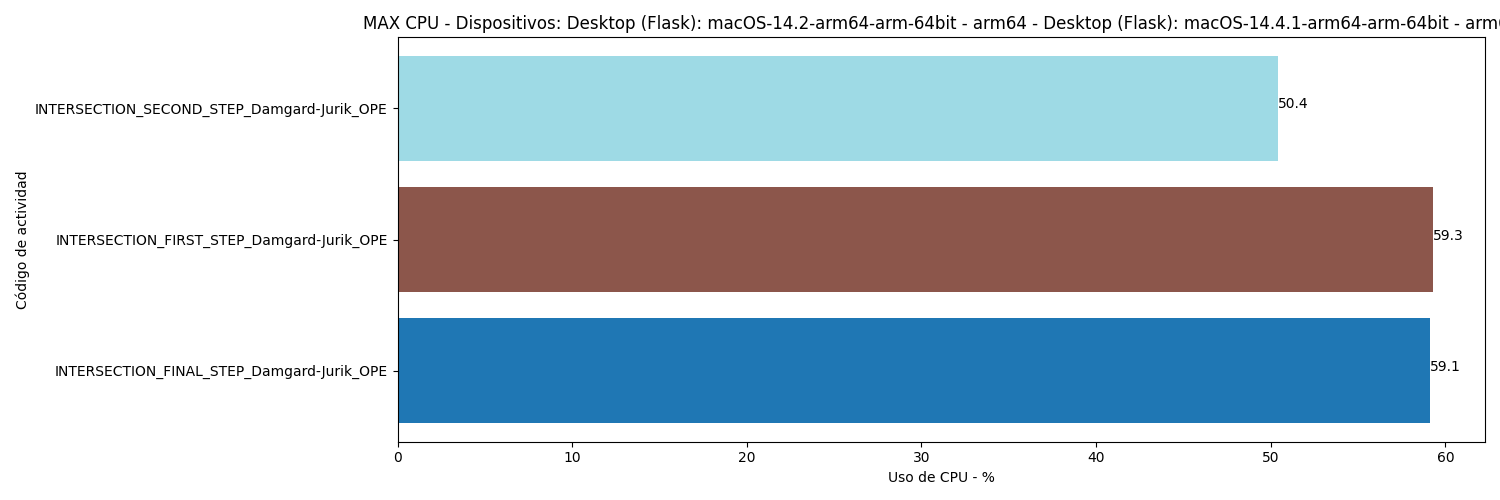 MAX CPU - Dispositivos: Desktop (Flask): macOS-14.2-arm64-arm-64bit - arm64 - Desktop (Flask): macOS-14.4.1-arm64-arm-64bit -
INTERSECTION_SECOND_STEP_Damgard-Jurik_OPE
50.4
Código de actividad
INTERSECTION_FIRST_STEP_Damgard-Jurik_OPE
59.3
INTERSECTION_FINAL_STEP_Damgard-Jurik_OPE
59.1
0 10 20 30 40 50 60
Uso de CPU - %